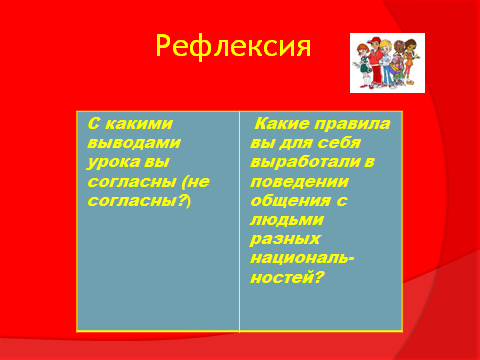 Рефлексия
С какими
выводами
урока вы
согласны (не
согласны?)
Какие правила
вы для себя
выработали в
поведении
общения с
людьми
разных
националь-
ностей?